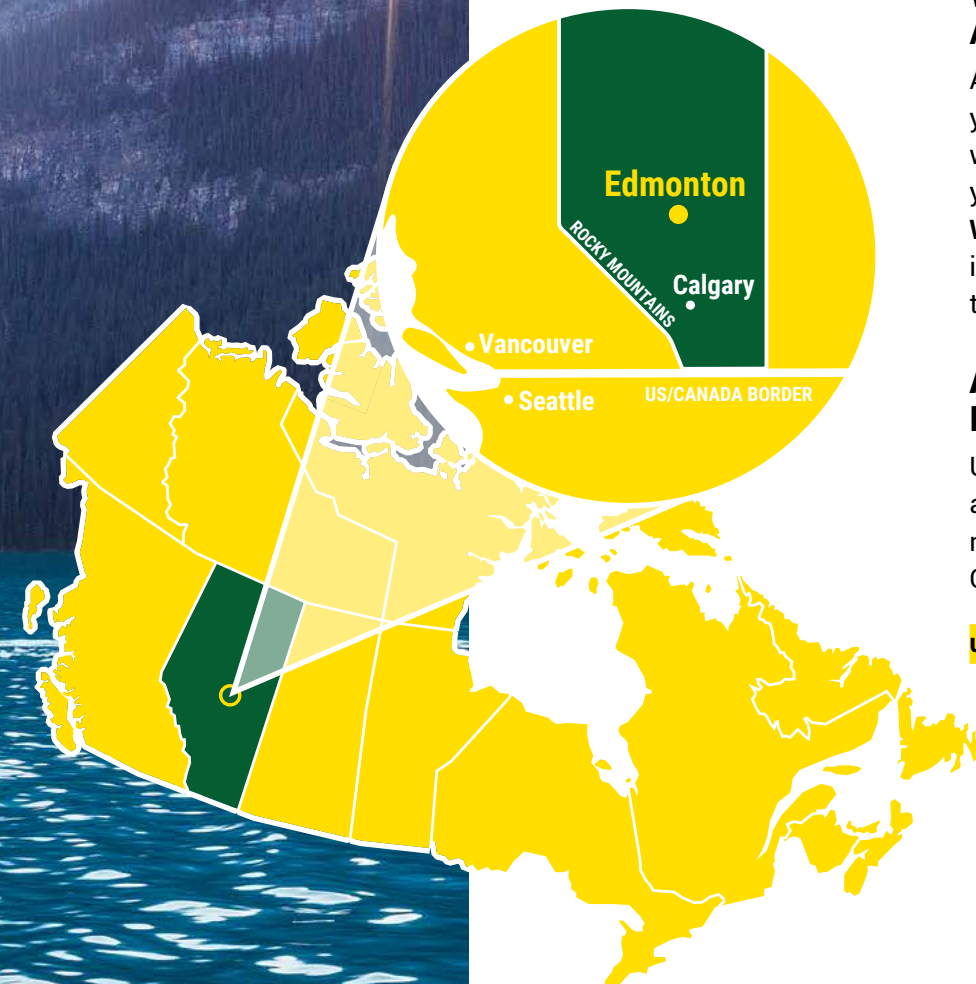 Edmonton
ROCKY MOUNTAINS
Calgary
Vancouver
Seattle
US/CANADA BORDER